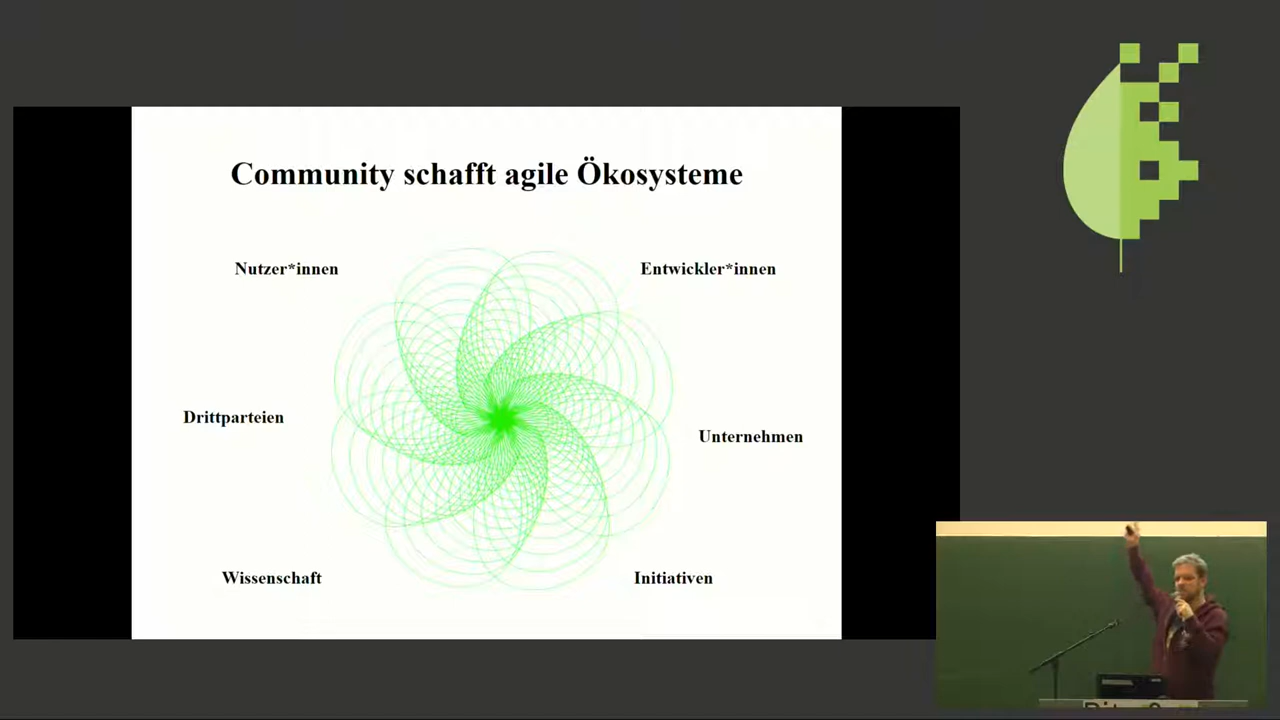 Community schafft agile Ökosysteme
Nutzer*innen
Entwickler*innen
Drittparteien
Unternehmen
Wissenschaft
Initiativen